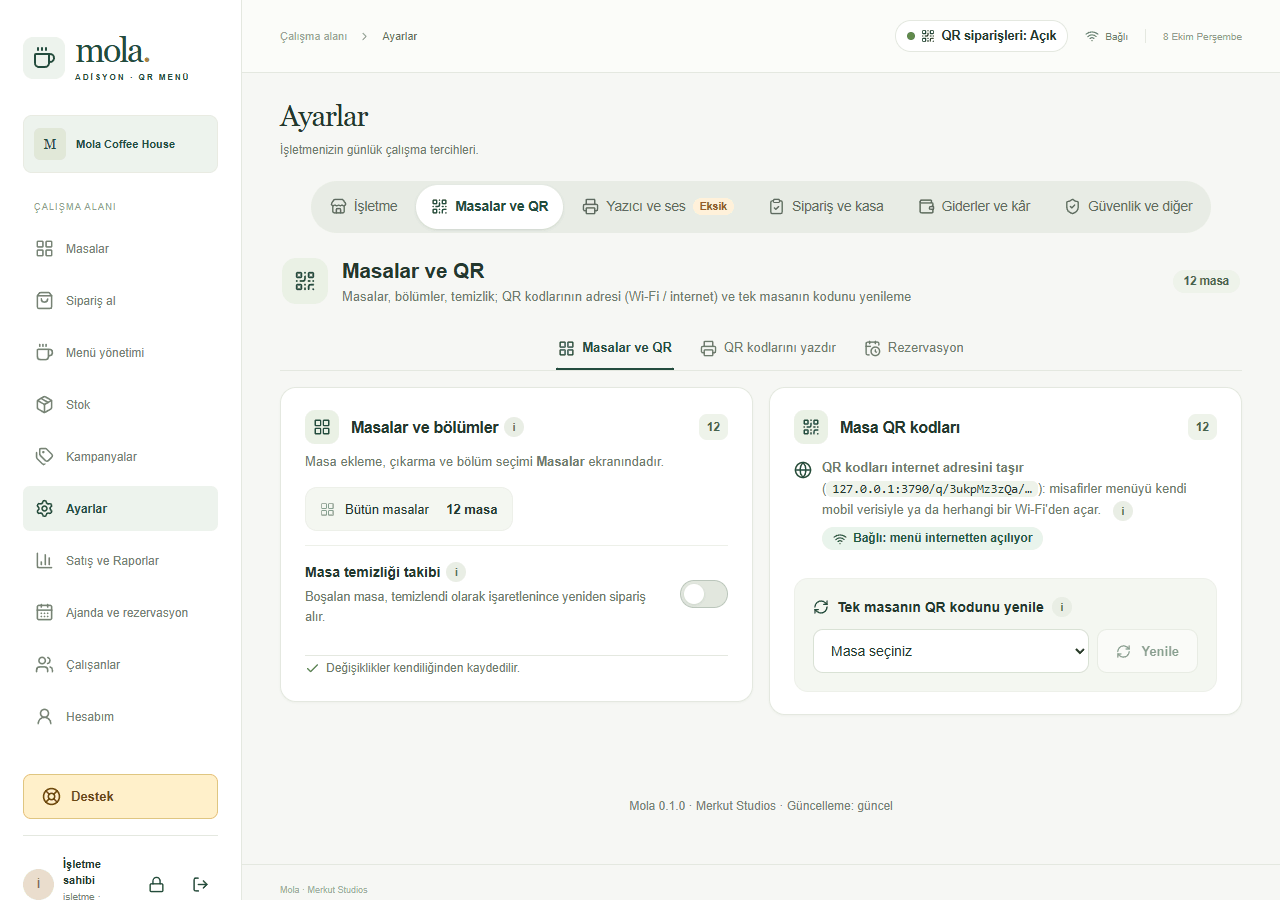 mola.
ADİSYON · QR MENÜ
M
Mola Coffee House
ÇALIŞMA ALANI
Masalar
Sipariş al
Menü yönetimi
Stok
Kampanyalar
Ayarlar
Satış ve Raporlar
Ajanda ve rezervasyon
Çalışanlar
Hesabım
Destek
İ
İşletme
sahibi
işletme ·
Çalışma alanı
Ayarlar
QR siparişleri: Açık
Bağlı
8 Ekim Perşembe
Ayarlar
İşletmenizin günlük çalışma tercihleri.
İşletme
Masalar ve QR
Yazıcı ve ses
Eksik
Sipariş ve kasa
Giderler ve kâr
Güvenlik ve diğer
Masalar ve QR
Masalar, bölümler, temizlik; QR kodlarının adresi (Wi-Fi / internet) ve tek masanın kodunu yenileme
12 masa
Masalar ve QR
QR kodlarını yazdır
Rezervasyon
Masalar ve bölümler i
12
Masa ekleme, çıkarma ve bölüm seçimi Masalar ekranındadır.
Bütün masalar 12 masa
Masa temizliği takibi i
Boşalan masa, temizlendi olarak işaretlenince yeniden sipariş
alır.
Değişiklikler kendiliğinden kaydedilir.
Masa QR kodları
12
QR kodları internet adresini taşır
(127.0.0.1:3790/q/3ukpMz3zQa/…): misafirler menüyü kendi
mobil verisiyle ya da herhangi bir Wi-Fi'den açar. i
Bağlı: menü internetten açılıyor
Tek masanın QR kodunu yenile i
Masa seçiniz
Yenile
Mola 0.1.0 · Merkut Studios · Güncelleme: güncel
Mola · Merkut Studios